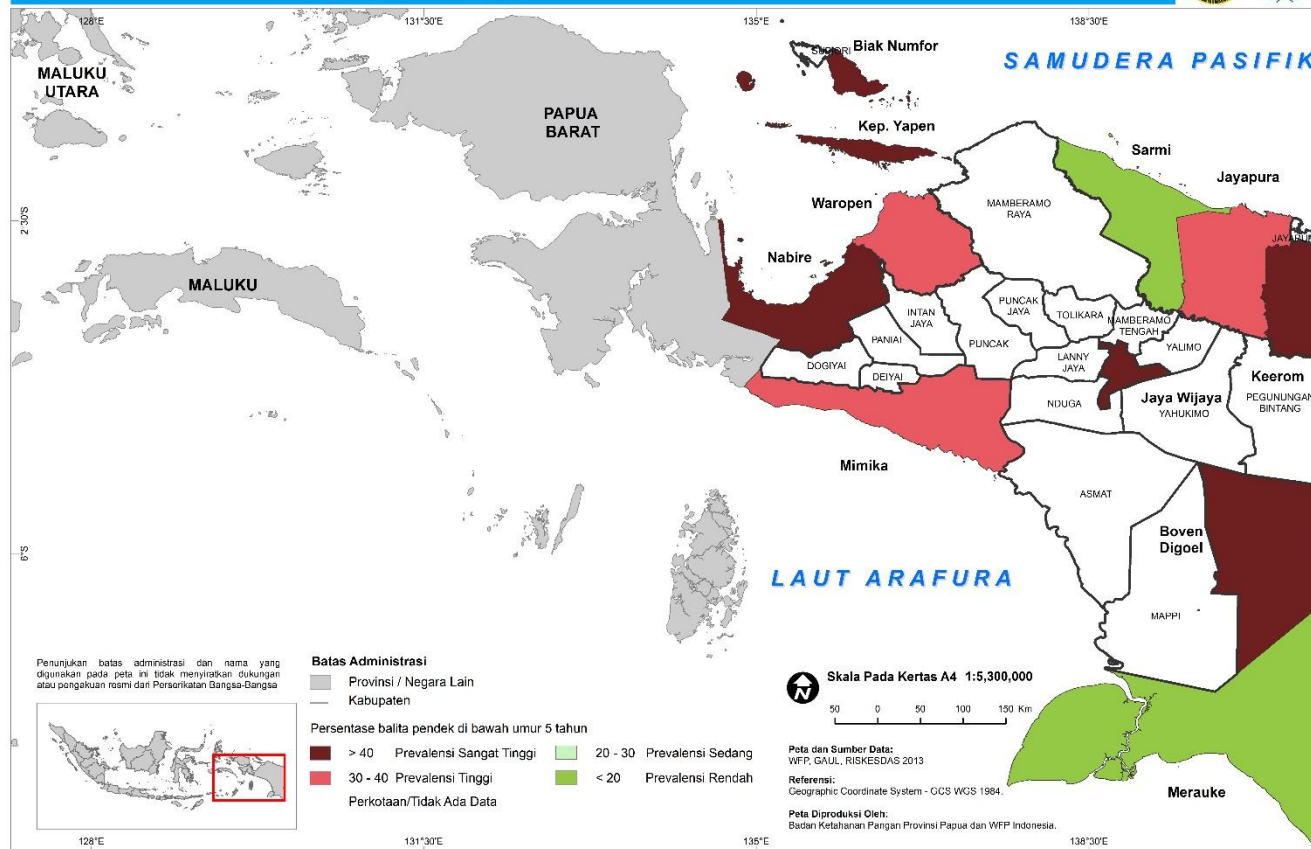 128°E
131°30'E
135°E
138°30'E
SUPIORI
Biak Numfor
SAMUDERA PASIFIK
MALUKU
UTARA
PAPUA
BARAT
Kep. Yapen
Sarmi
Jayapura
Waropen
MAMBERAMO
RAYA
2°30'S
Nabire
MALUKU
INTAN
JAYA
PUNCAK
JAYA
TOLIKARA
MAMBERAMO
TENGAH
PANIAI
PUNCAK
LANNY
JAYA
YALIMO
DOGIYAI
DEIYAI
NDUGA
Jaya Wijaya
YAHUKIMO
Keerom
PEGUNUNGAN
BINTANG
Mimika
ASMAT
Boven
Digoel
6°S
LAUT ARAFURA
MAPPI
Penunjukan batas administrasi dan nama yang
digunakan pada peta ini tidak menyiratkan dukungan
atau pengakuan resmi dari Perserikatan Bangsa-Bangsa
Batas Administrasi
Provinsi / Negara Lain
Kabupaten
Persentase balita pendek di bawah umur 5 tahun
> 40 Prevalensi Sangat Tinggi
20 - 30 Prevalensi Sedang
30 - 40 Prevalensi Tinggi
< 20 Prevalensi Rendah
Perkotaan/Tidak Ada Data
N
Skala Pada Kertas A4 1:5,300,000
50 0 50 100 150 Km
Peta dan Sumber Data:
WFP, GAUL, RISKESDAS 2013
Referensi:
Geographic Coordinate System - GCS WGS 1984.
Peta Diproduksi Oleh:
Badan Ketahanan Pangan Provinsi Papua dan WFP Indonesia.
Merauke
128°E
131°30'E
135°E
138°30'E